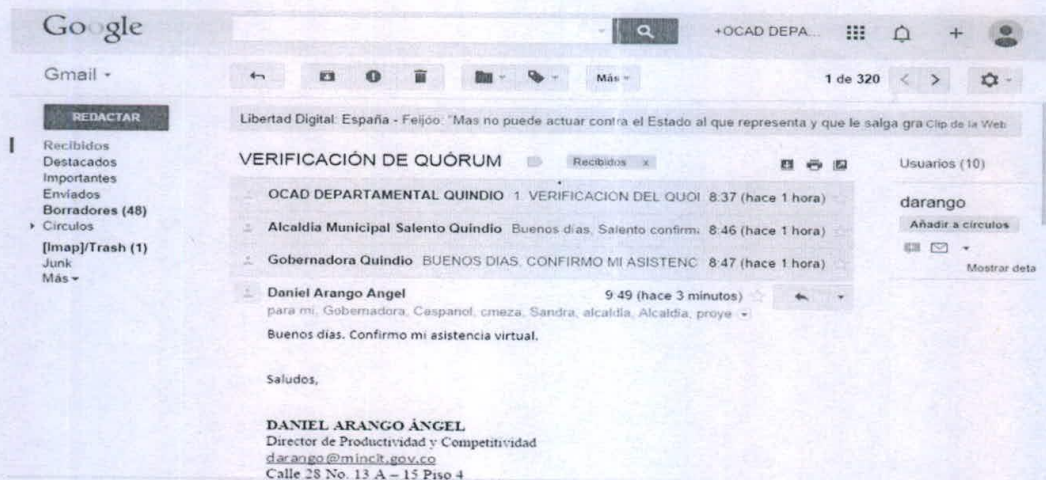 Google
+OCAD DEPA...
Gmail
Más
1 de 320
REDACTAR
Libertad Digital: España - Feijóo: "Mas no puede actuar contra el Estado al que representa y que le salga gra Clip de la Web
Recibidos
Destacados
Importantes
Enviados
Borradores (48)
Círculos
[Imap]/Trash (1)
Junk
Más
VERIFICACIÓN DE QUÓRUM
Recibidos x
OCAD DEPARTAMENTAL QUINDIO 1. VERIFICACION DEL QUOI 8:37 (hace 1 hora)
Alcaldia Municipal Salento Quindio Buenos días, Salento confirm. 8:46 (hace 1 hora)
Gobernadora Quindio BUENOS DIAS, CONFIRMO MI ASISTENC 8:47 (hace 1 hora)
Daniel Arango Angel 9:49 (hace 3 minutos)
para mí, Gobernadora, Cespanol, cmeza, Sandra, alcaldia, Alcaldia, proye
Buenos días. Confirmo mi asistencia virtual.
Saludos,
DANIEL ARANGO ÁNGEL
Director de Productividad y Competitividad
darango@mincit.gov.co
Calle 28 No. 13 A – 15 Piso 4
Usuarios (10)
darango
Añadir a círculos
Mostrar deta